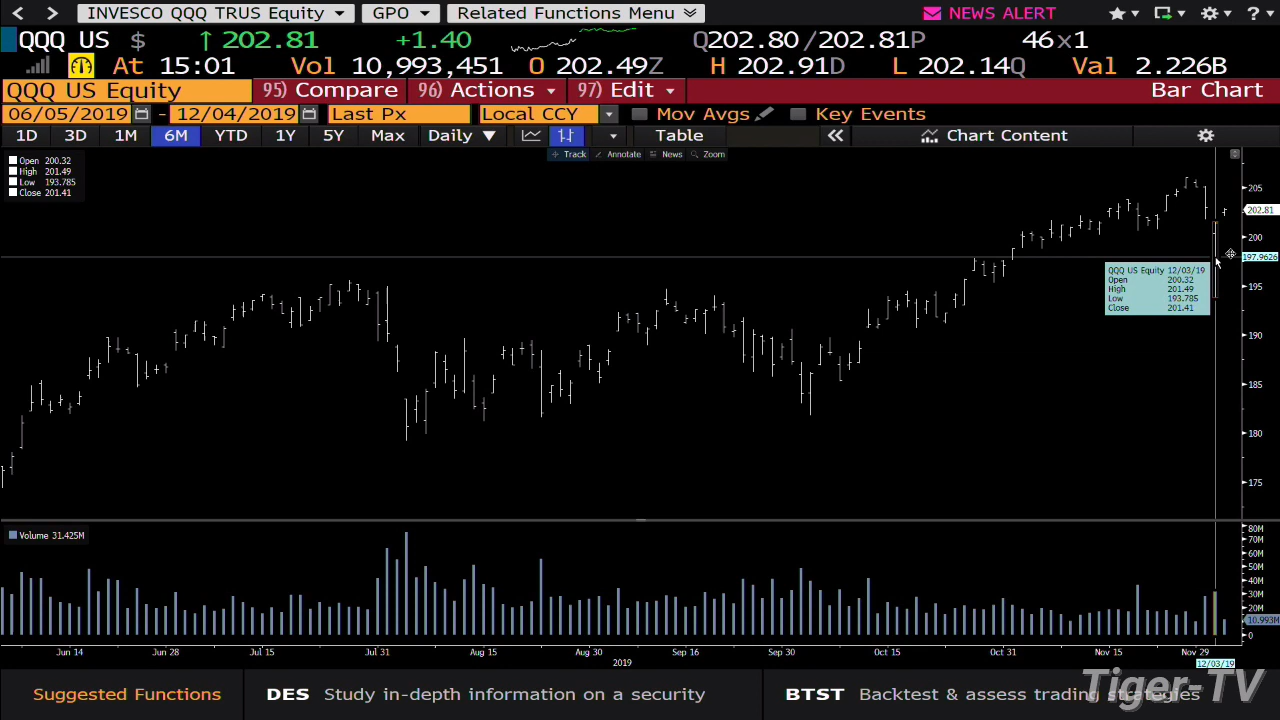 INVESCO QQQ TRUS Equity GPO Related Functions Menu NEWS ALERT ?
QQQ US $ ↑ 202.81 +1.40 Q202.80/202.81P 46x1
At 15:01 Vol 10,993,451 O 202.49Z H 202.91D L 202.14Q Val 2.226B
QQQ US Equity 95) Compare 96) Actions 97) Edit Bar Chart
06/05/2019 - 12/04/2019 Last Px Local CCY Mov Avgs Key Events
1D 3D 1M 6M YTD 1Y 5Y Max Daily ▼ Table « Chart Content
Track Annotate News Zoom
Open 200.32
High 201.49
Low 193.785
Close 201.41
205
202.81
200
197.9626
195
190
185
180
175
QQQ US Equity 12/03/19
Open 200.32
High 201.49
Low 193.785
Close 201.41
Volume 31.425M
80M
70M
60M
50M
40M
30M
20M
10.993M
0
Jun 14 Jun 28 Jul 15 Jul 31 Aug 15 Aug 30 Sep 16 Sep 30 Oct 15 Oct 31 Nov 15 Nov 29
2019 12/03/19
Suggested Functions DES Study in-depth information on a security BTST Backtest & assess trading strategies
Tiger-TV